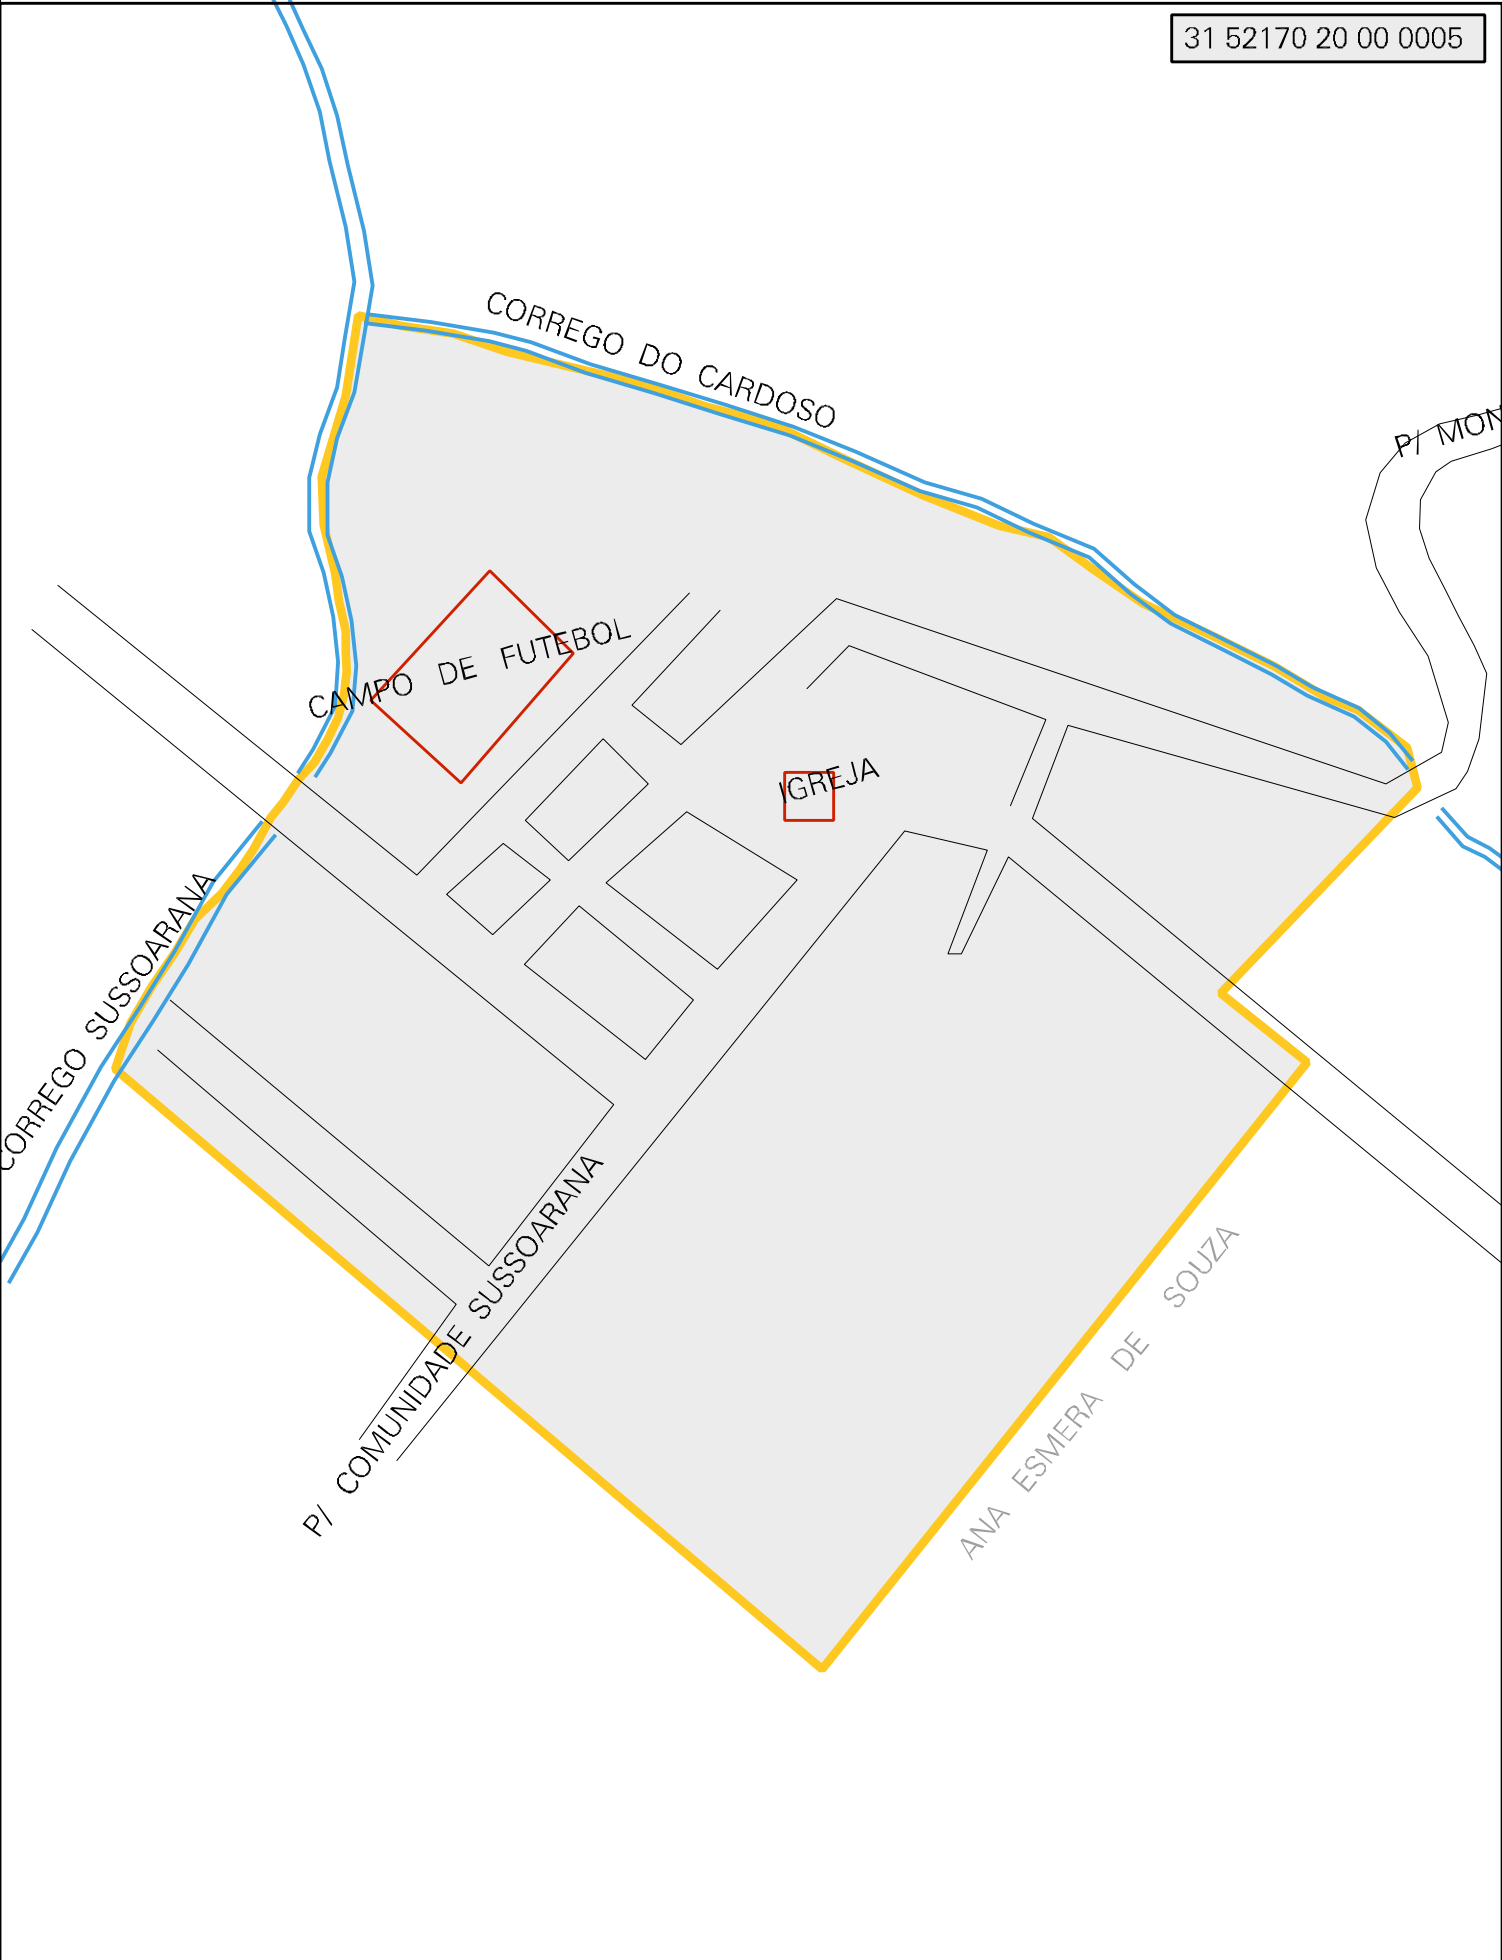 31 52170 20 00 0005
CORREGO DO CARDOSO
P/ MON
CAMPO DE FUTEBOL
IGREJA
CORREGO SUSSOARANA
P/ COMUNIDADE SUSSOARANA
ANA ESMERA DE SOUZA